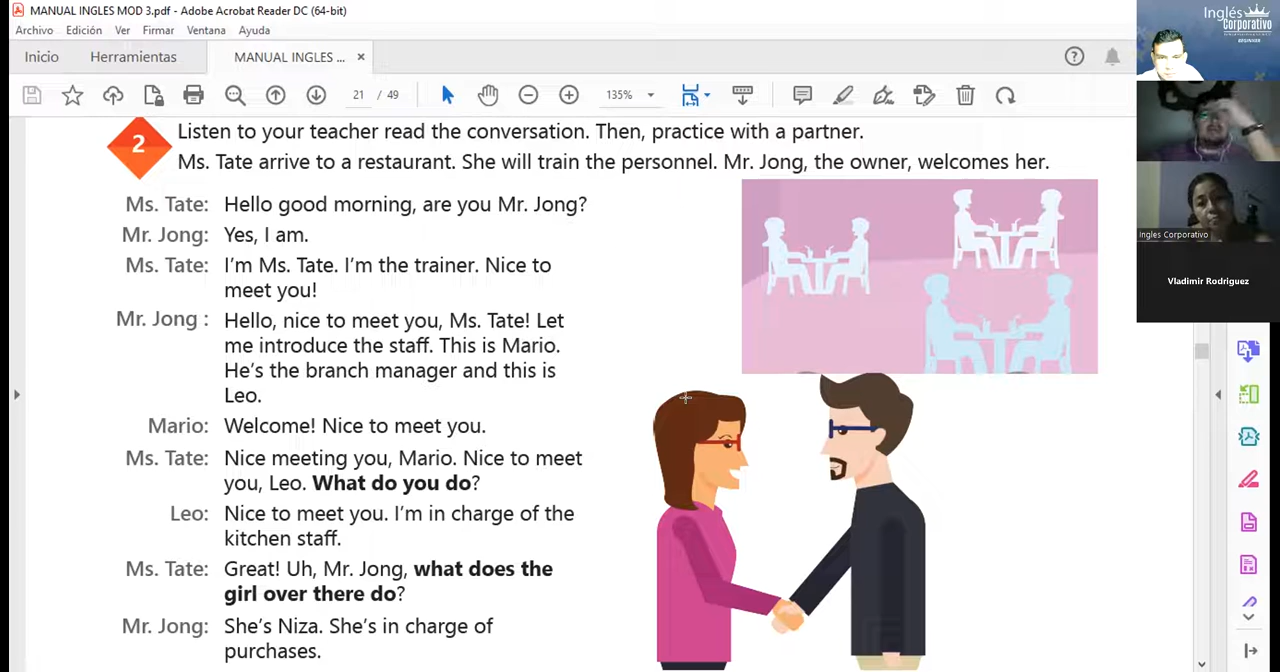 MANUAL INGLES MOD 3.pdf - Adobe Acrobat Reader DC (64-bit)
Archivo Edición Ver Firmar Ventana Ayuda
Inicio Herramientas MANUAL INGLES ... ×
21 / 49 135%
2
Listen to your teacher read the conversation. Then, practice with a partner.
Ms. Tate arrive to a restaurant. She will train the personnel. Mr. Jong, the owner, welcomes her.
Ms. Tate: Hello good morning, are you Mr. Jong?
Mr. Jong: Yes, I am.
Ms. Tate: I'm Ms. Tate. I'm the trainer. Nice to
meet you!
Mr. Jong : Hello, nice to meet you, Ms. Tate! Let
me introduce the staff. This is Mario.
He's the branch manager and this is
Leo.
Mario: Welcome! Nice to meet you.
Ms. Tate: Nice meeting you, Mario. Nice to meet
you, Leo. What do you do?
Leo: Nice to meet you. I'm in charge of the
kitchen staff.
Ms. Tate: Great! Uh, Mr. Jong, what does the
girl over there do?
Mr. Jong: She's Niza. She's in charge of
purchases.
Inglés
Corporativo
BEGINNER
Ingles Corporativo
Vladimir Rodriguez